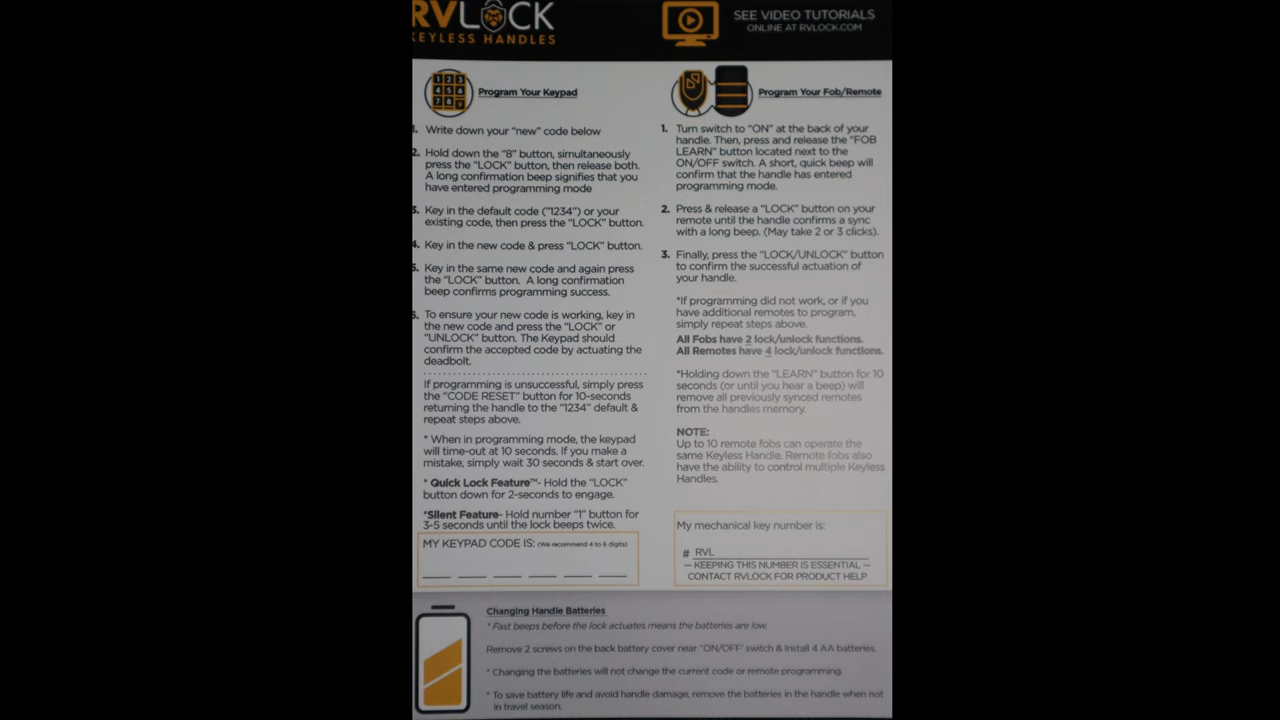 RVLOCK
KEYLESS HANDLES
SEE VIDEO TUTORIALS
ONLINE AT RVLOCK.COM
1 2 3
4 5 6
7 8 9
Program Your Keypad
1. Write down your "new" code below
2. Hold down the "8" button, simultaneously
press the "LOCK" button, then release both.
A long confirmation beep signifies that you
have entered programming mode
3. Key in the default code ("1234") or your
existing code, then press the "LOCK" button.
4. Key in the new code & press "LOCK" button.
5. Key in the same new code and again press
the "LOCK" button. A long confirmation
beep confirms programming success.
6. To ensure your new code is working, key in
the new code and press the "LOCK" or
"UNLOCK" button. The Keypad should
confirm the accepted code by actuating the
deadbolt.
If programming is unsuccessful, simply press
the "CODE RESET" button for 10-seconds
returning the handle to the "1234" default &
repeat steps above.
* When in programming mode, the keypad
will time-out at 10 seconds. If you make a
mistake, simply wait 30 seconds & start over.
* Quick Lock Feature™- Hold the "LOCK"
button down for 2-seconds to engage.
*Silent Feature- Hold number "1" button for
3-5 seconds until the lock beeps twice.
MY KEYPAD CODE IS: (We recommend 4 to 6 digits)
Program Your Fob/Remote
1. Turn switch to "ON" at the back of your
handle. Then, press and release the "FOB
LEARN" button located next to the
ON/OFF switch. A short, quick beep will
confirm that the handle has entered
programming mode.
2. Press & release a "LOCK" button on your
remote until the handle confirms a sync
with a long beep. (May take 2 or 3 clicks).
3. Finally, press the "LOCK/UNLOCK" button
to confirm the successful actuation of
your handle.
*If programming did not work, or if you
have additional remotes to program,
simply repeat steps above.
All Fobs have 2 lock/unlock functions.
All Remotes have 4 lock/unlock functions.
*Holding down the "LEARN" button for 10
seconds (or until you hear a beep) will
remove all previously synced remotes
from the handles memory.
NOTE:
Up to 10 remote fobs can operate the
same Keyless Handle. Remote fobs also
have the ability to control multiple Keyless
Handles.
My mechanical key number is:
# RVL
— KEEPING THIS NUMBER IS ESSENTIAL —
CONTACT RVLOCK FOR PRODUCT HELP
Changing Handle Batteries
* Fast beeps before the lock actuates means the batteries are low.
Remove 2 screws on the back battery cover near "ON/OFF" switch & Install 4 AA batteries.
* Changing the batteries will not change the current code or remote programming.
* To save battery life and avoid handle damage, remove the batteries in the handle when not
in travel season.